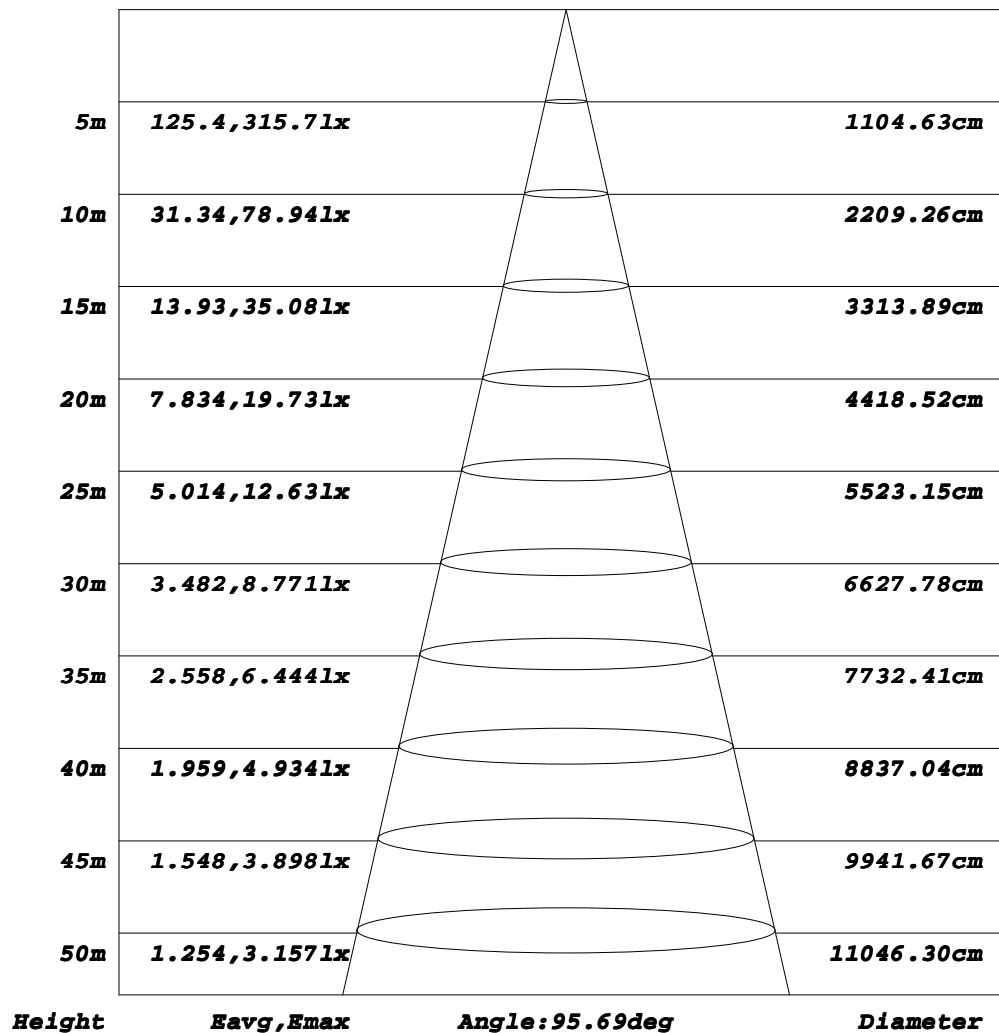 5m 125.4,315.7lx 1104.63cm
10m 31.34,78.94lx 2209.26cm
15m 13.93,35.08lx 3313.89cm
20m 7.834,19.73lx 4418.52cm
25m 5.014,12.63lx 5523.15cm
30m 3.482,8.771lx 6627.78cm
35m 2.558,6.444lx 7732.41cm
40m 1.959,4.934lx 8837.04cm
45m 1.548,3.898lx 9941.67cm
50m 1.254,3.157lx 11046.30cm
Height Eavg,Emax Angle:95.69deg Diameter